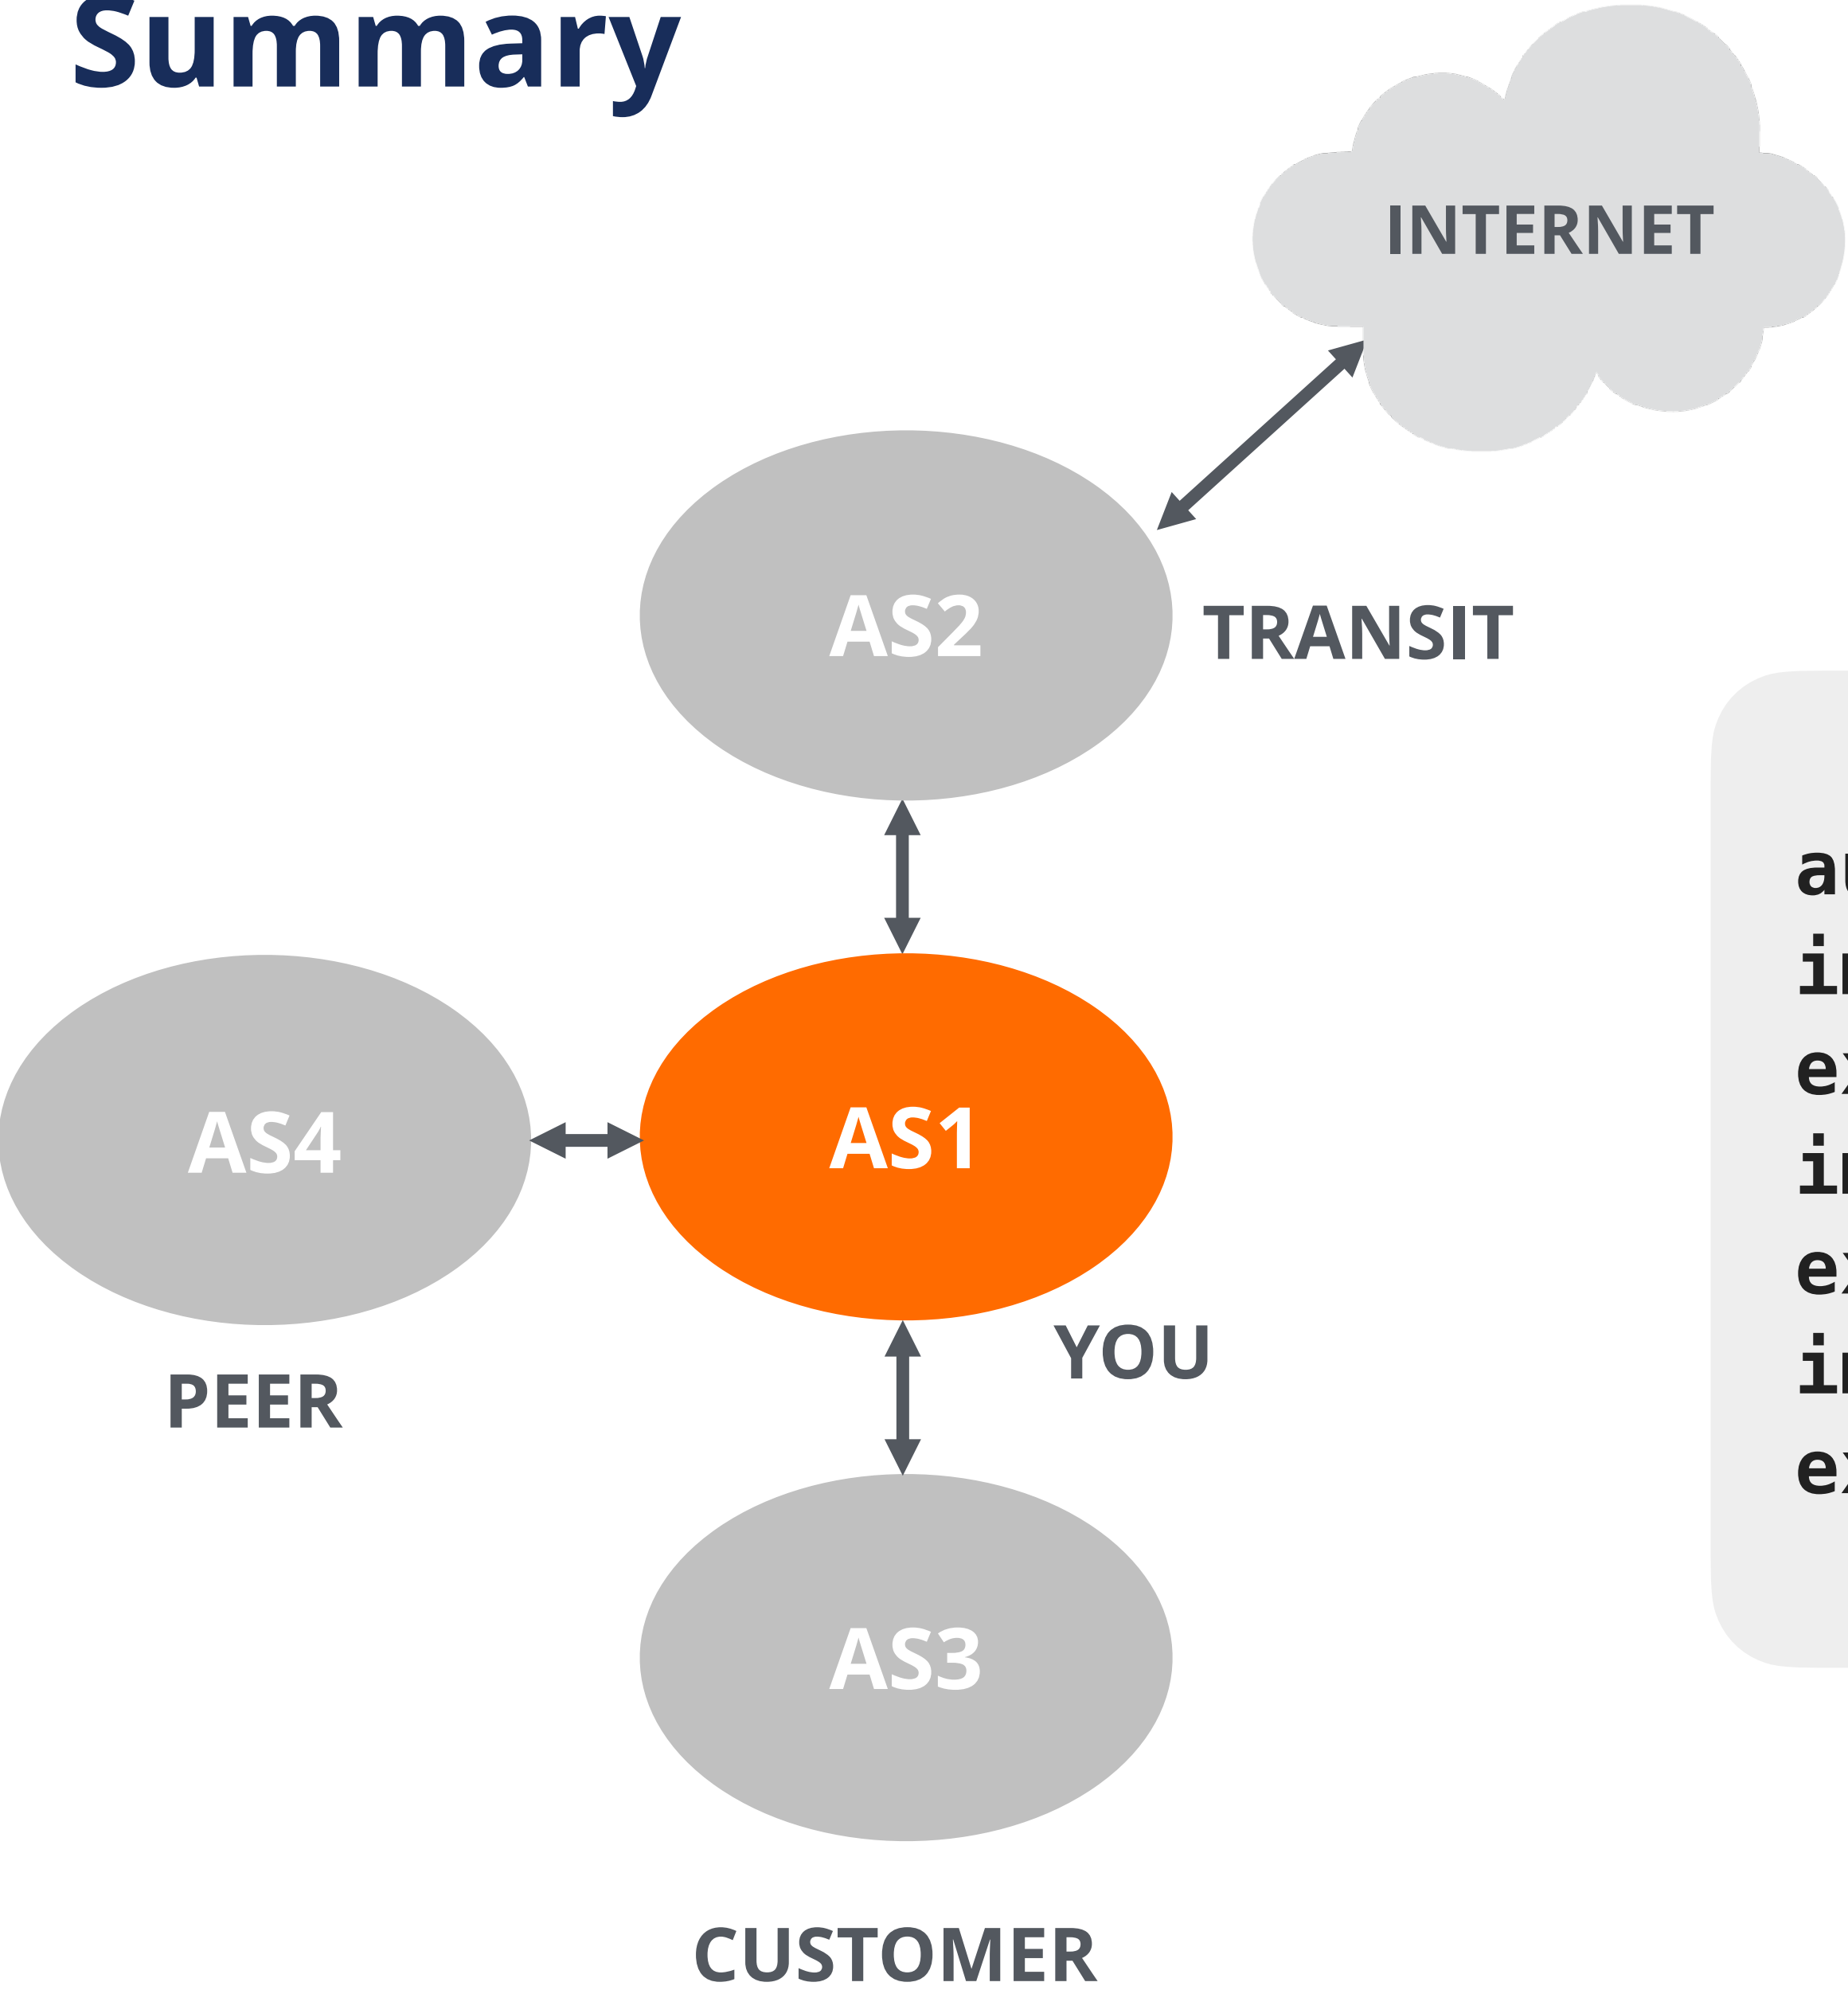 Summary
INTERNET
AS2
TRANSIT
AS4
AS1
YOU
PEER
AS3
CUSTOMER